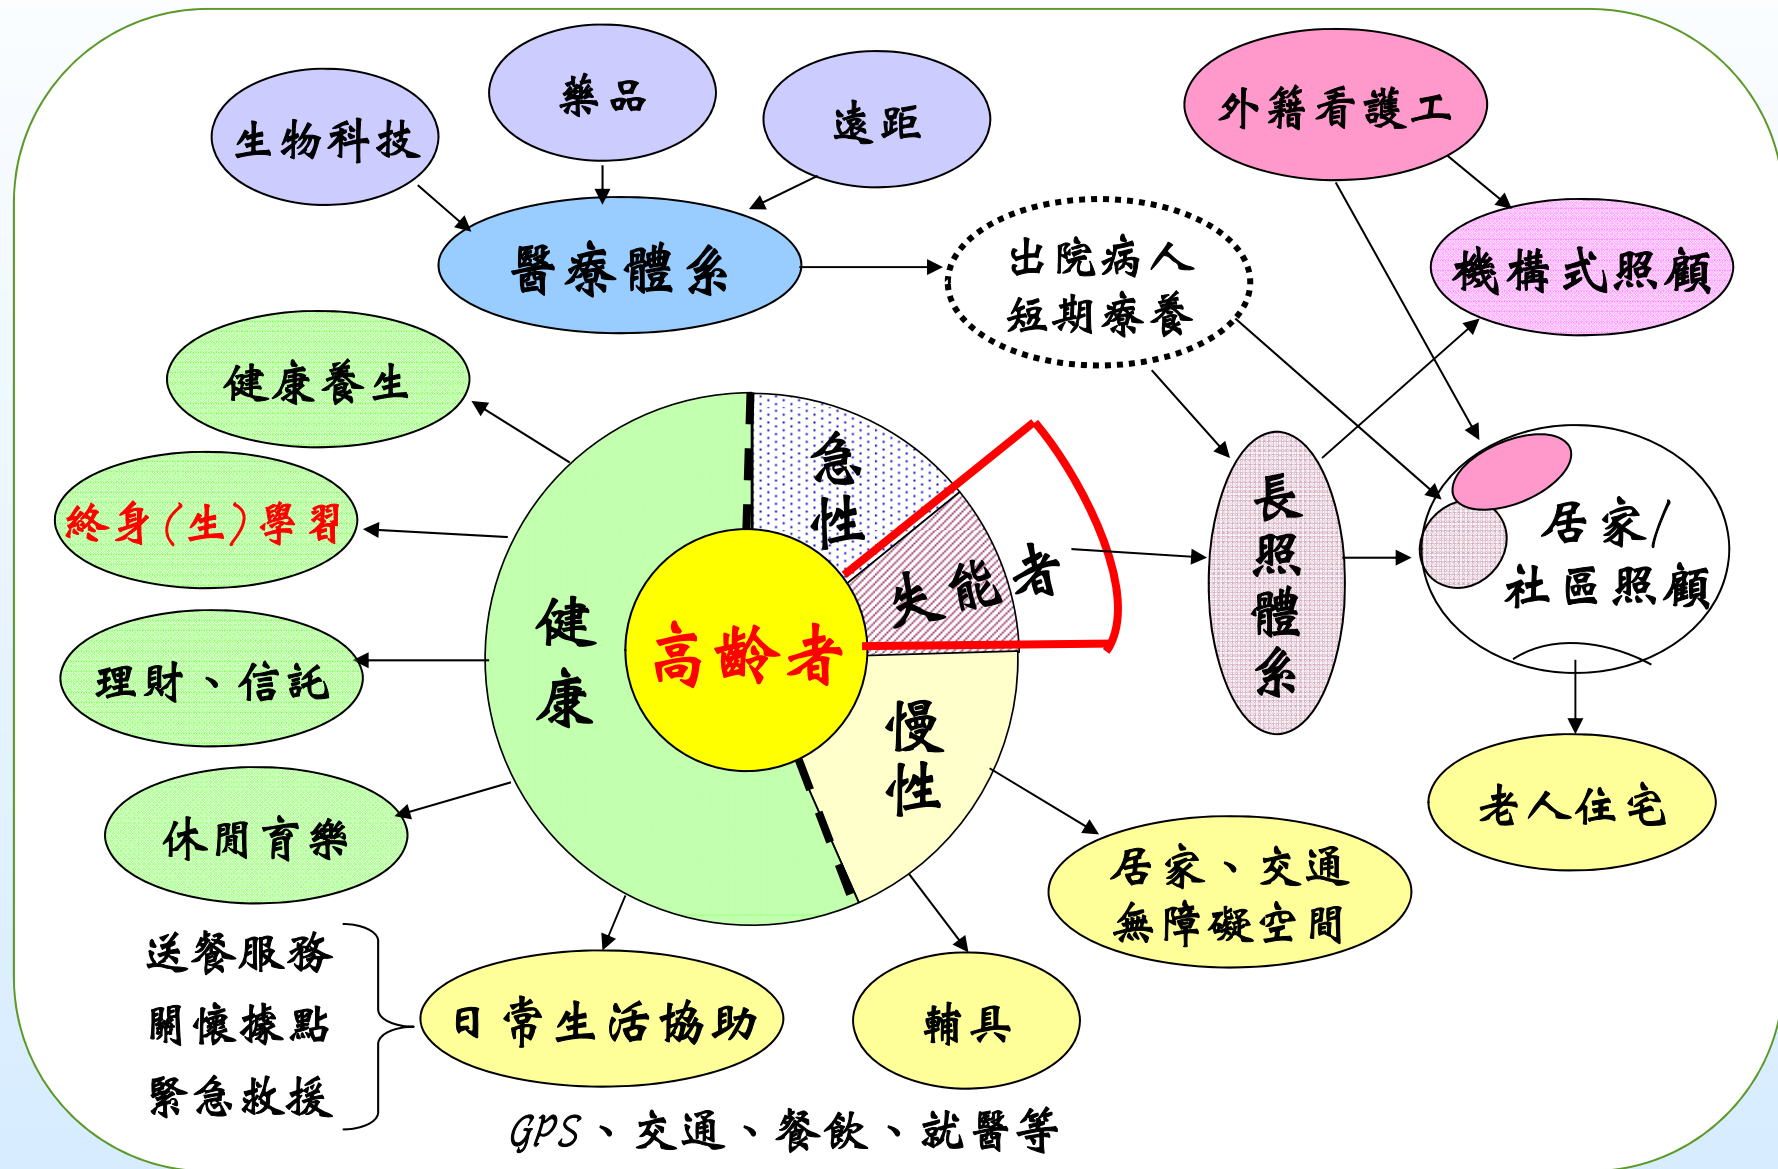 藥品
生物科技
遠距
外籍看護工
醫療體系
出院病人
短期療養
機構式照顧
健康養生
終身(生)學習
理財、信託
休閒育樂
急性
失能者
健康
高齡者
慢性
長照體系
居家/
社區照顧
老人住宅
居家、交通
無障礙空間
送餐服務
關懷據點
緊急救援
日常生活協助
輔具
GPS、交通、餐飲、就醫等